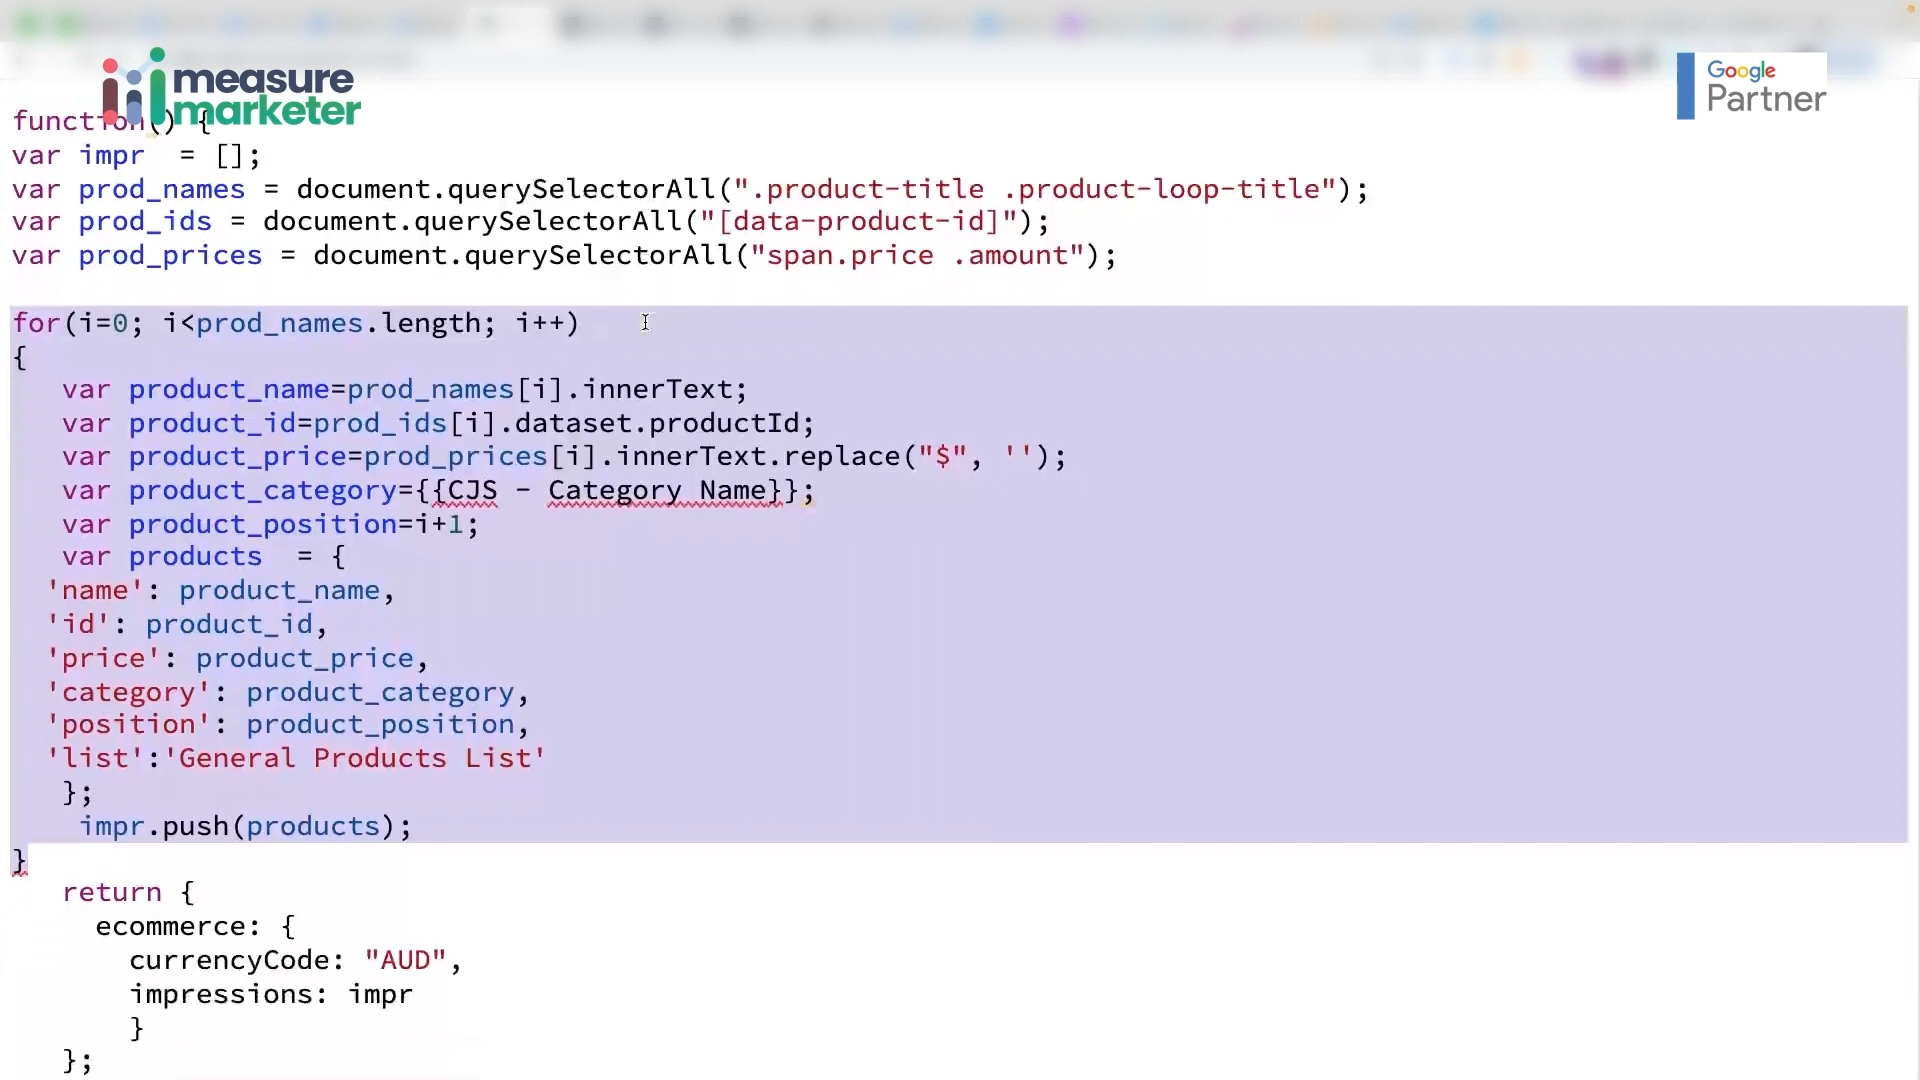 measure
marketer
Google
Partner
function() {
var impr  = [];
var prod_names = document.querySelectorAll(".product-title .product-loop-title");
var prod_ids = document.querySelectorAll("[data-product-id]");
var prod_prices = document.querySelectorAll("span.price .amount");
for(i=0; i<prod_names.length; i++)
{
   var product_name=prod_names[i].innerText;
   var product_id=prod_ids[i].dataset.productId;
   var product_price=prod_prices[i].innerText.replace("$", '');
   var product_category={{CJS - Category Name}};
   var product_position=i+1;
   var products  = {
  'name': product_name,
  'id': product_id,
  'price': product_price,
  'category': product_category,
  'position': product_position,
  'list':'General Products List'
   };
    impr.push(products);
}
   return {
     ecommerce: {
       currencyCode: "AUD",
       impressions: impr
       }
   };